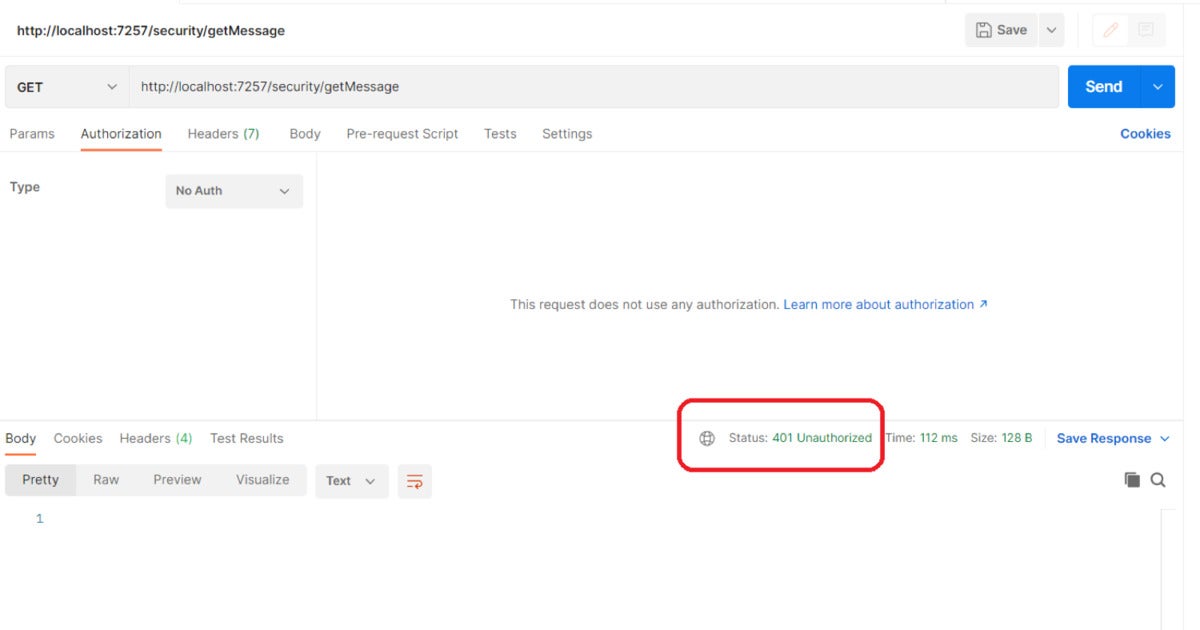 http://localhost:7257/security/getMessage
Save
GET
http://localhost:7257/security/getMessage
Send
Params Authorization Headers (7) Body Pre-request Script Tests Settings Cookies
Type
No Auth
This request does not use any authorization. Learn more about authorization ↗
Body Cookies Headers (4) Test Results
Status: 401 Unauthorized Time: 112 ms Size: 128 B Save Response
Pretty Raw Preview Visualize Text
1